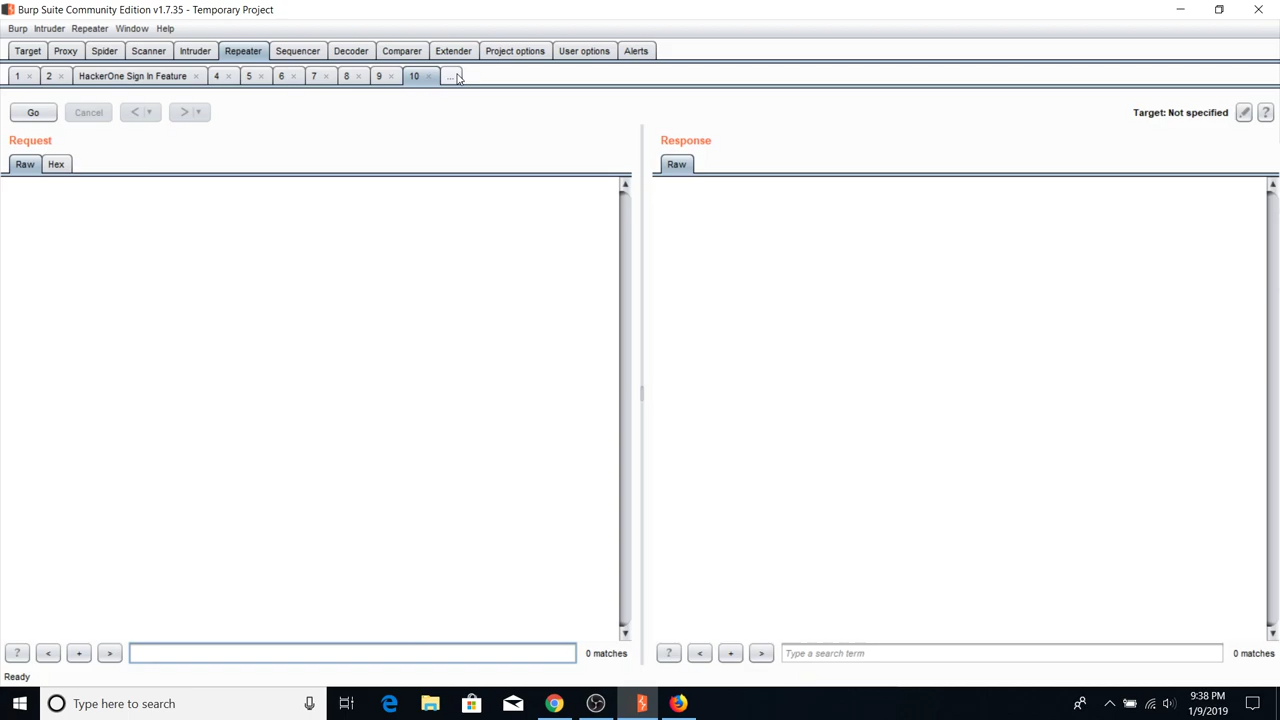 Burp Suite Community Edition v1.7.35 - Temporary Project
Burp Intruder Repeater Window Help
Target Proxy Spider Scanner Intruder Repeater Sequencer Decoder Comparer Extender Project options User options Alerts
1 × 2 × HackerOne Sign In Feature × 4 × 5 × 6 × 7 × 8 × 9 × 10 × ...
Go Cancel < ▾ > ▾ Target: Not specified ?
Request Response
Raw Hex Raw
? < + > 0 matches ? < + > Type a search term 0 matches
Ready
Type here to search
9:38 PM
1/9/2019